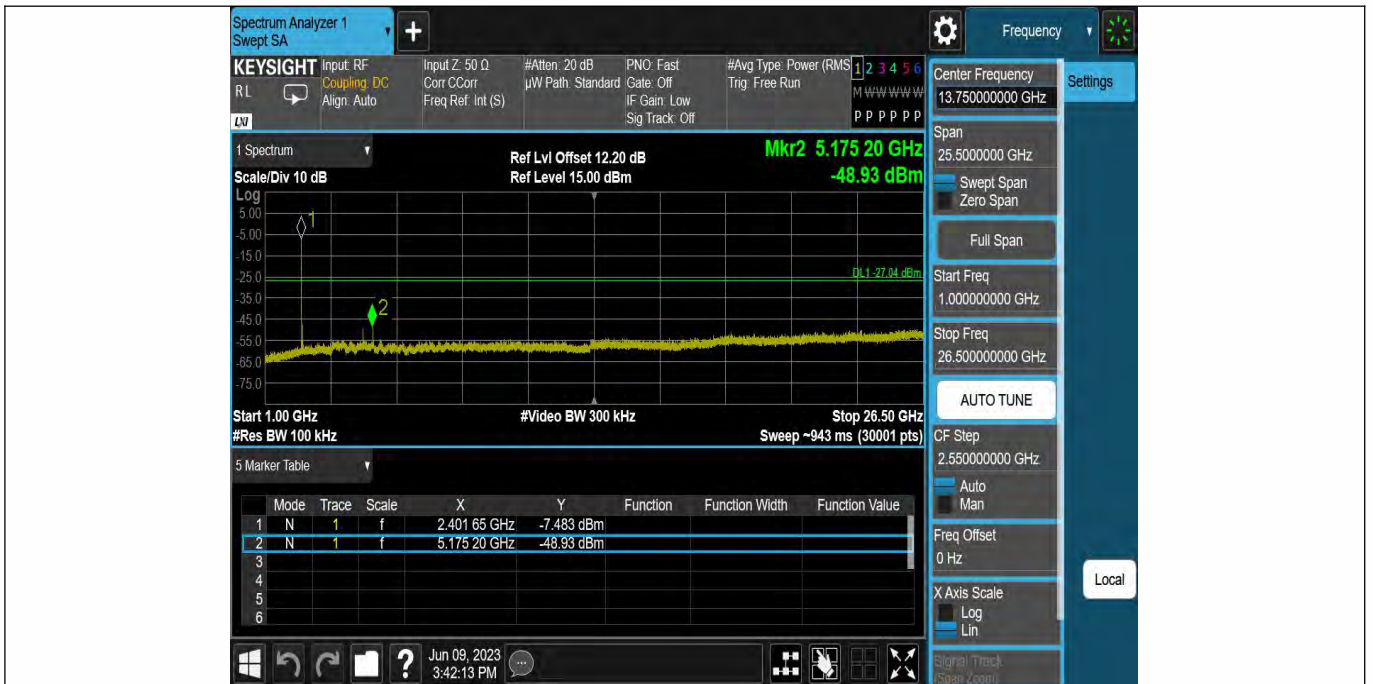 Spectrum Analyzer 1
Swept SA
+
Frequency
KEYSIGHT
RL
LXI
Input: RF
Coupling: DC
Align: Auto
Input Z: 50 Ω
Corr CCorr
Freq Ref: Int (S)
#Atten: 20 dB
µW Path: Standard
PNO: Fast
Gate: Off
IF Gain: Low
Sig Track: Off
#Avg Type: Power (RMS
Trig: Free Run
1 2 3 4 5 6
M W W W W W
P P P P P P
Settings
Center Frequency
13.750000000 GHz
Span
25.5000000 GHz
Swept Span
Zero Span
Full Span
Start Freq
1.000000000 GHz
Stop Freq
26.500000000 GHz
AUTO TUNE
CF Step
2.550000000 GHz
Auto
Man
Freq Offset
0 Hz
X Axis Scale
Log
Lin
Signal Track
(Span Zoom)
Local
1 Spectrum
Scale/Div 10 dB
Ref Lvl Offset 12.20 dB
Ref Level 15.00 dBm
Mkr2 5.175 20 GHz
-48.93 dBm
Log
5.00
-5.00
-15.0
-25.0
-35.0
-45.0
-55.0
-65.0
-75.0
1
2
DL1 -27.04 dBm
Start 1.00 GHz
#Video BW 300 kHz
Stop 26.50 GHz
#Res BW 100 kHz
Sweep ~943 ms (30001 pts)
5 Marker Table
Mode Trace Scale X Y Function Function Width Function Value
1 N 1 f 2.401 65 GHz -7.483 dBm
2 N 1 f 5.175 20 GHz -48.93 dBm
3
4
5
6
?
Jun 09, 2023
3:42:13 PM